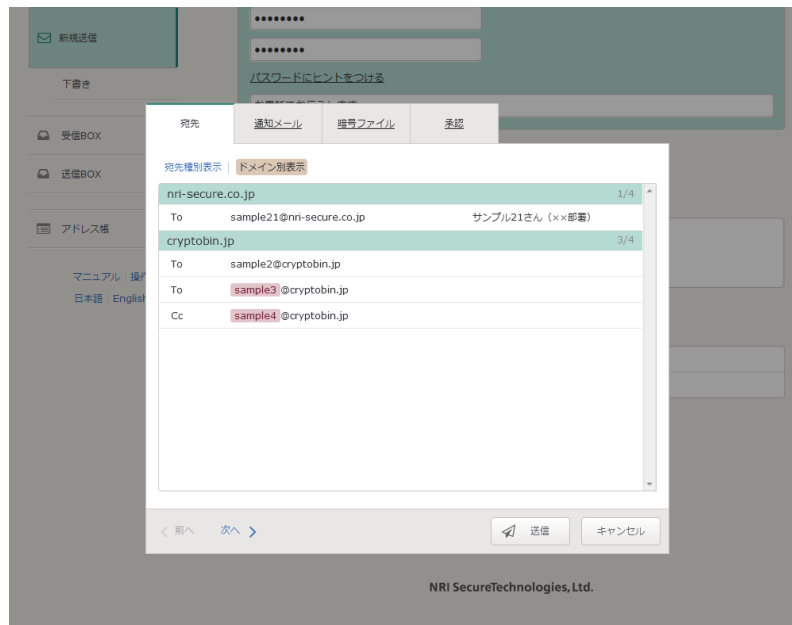 ••••••••
新規送信
••••••••
下書き
パスワードにヒントをつける
宛先
通知メール
暗号ファイル
承認
受信BOX
宛先種別表示
ドメイン別表示
送信BOX
nri-secure.co.jp 1/4
To sample21@nri-secure.co.jp サンプル21さん（××部署）
アドレス帳
cryptobin.jp 3/4
To sample2@cryptobin.jp
マニュアル
To sample3 @cryptobin.jp
日本語 English
Cc sample4 @cryptobin.jp
前へ
次へ
送信
キャンセル
NRI SecureTechnologies, Ltd.